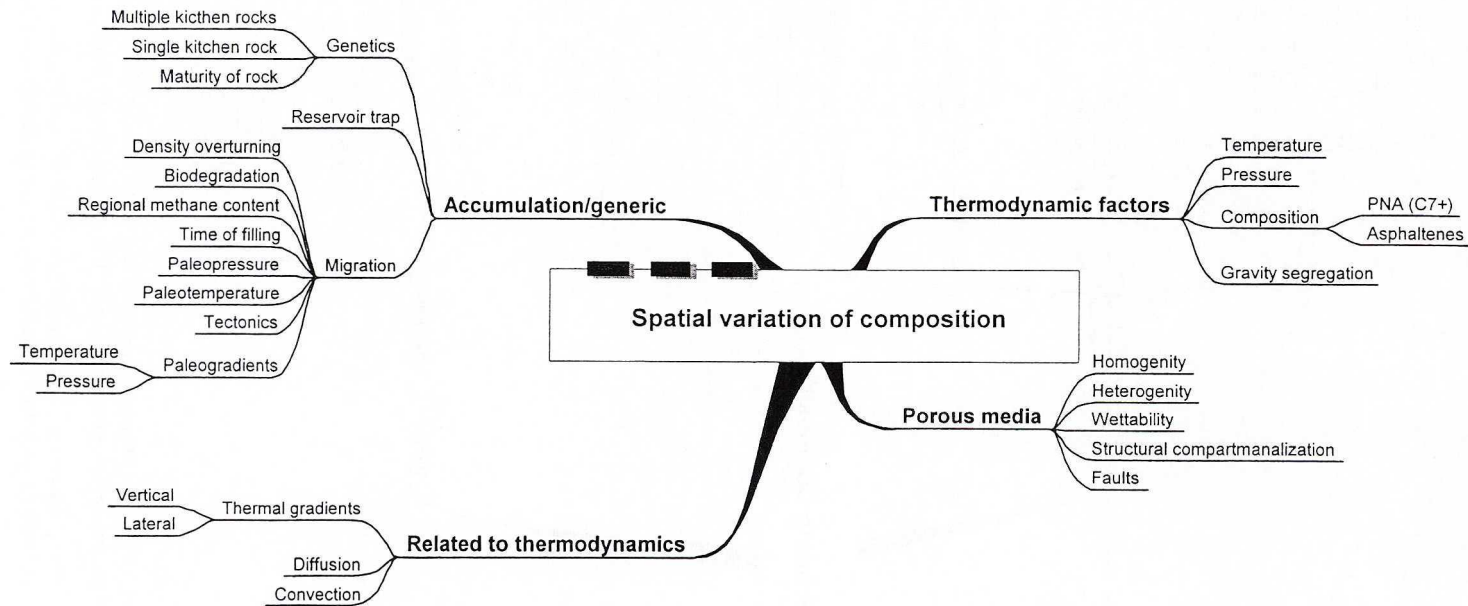 Multiple kicthen rocks
Single kitchen rock
Maturity of rock
Genetics
Reservoir trap
Density overturning
Biodegradation
Regional methane content
Time of filling
Paleopressure
Paleotemperature
Tectonics
Temperature
Pressure
Paleogradients
Migration
Accumulation/generic
Thermodynamic factors
Temperature
Pressure
Composition
PNA (C7+)
Asphaltenes
Gravity segregation
Spatial variation of composition
Porous media
Homogenity
Heterogenity
Wettability
Structural compartmanalization
Faults
Vertical
Lateral
Thermal gradients
Diffusion
Convection
Related to thermodynamics